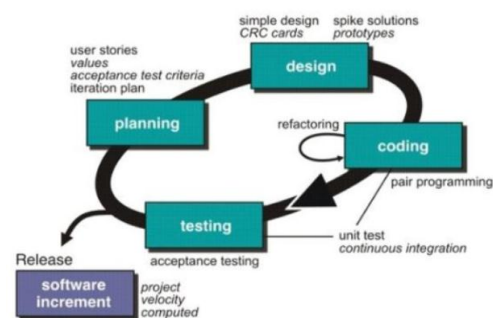 simple design
CRC cards
spike solutions
prototypes
user stories
values
acceptance test criteria
iteration plan
design
planning
refactoring
coding
pair programming
testing
unit test
continuous integration
acceptance testing
Release
software
increment
project
velocity
computed